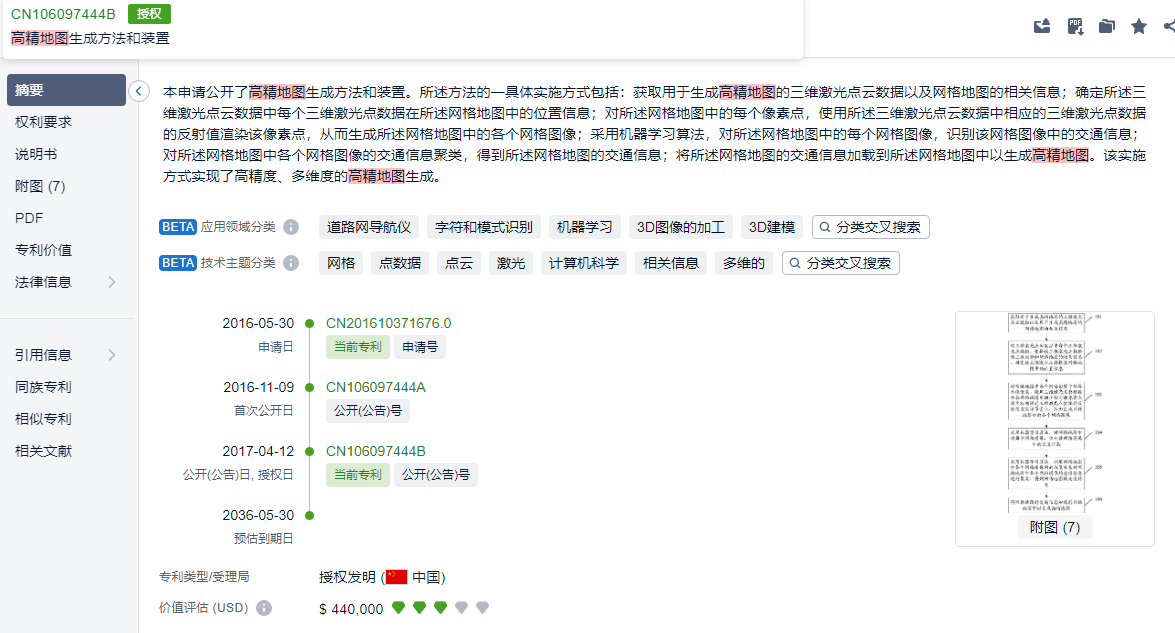 CN106097444B 授权
高精地图生成方法和装置
PDF
摘要
权利要求
说明书
附图 (7)
PDF
专利价值
法律信息
引用信息
同族专利
相似专利
相关文献
本申请公开了高精地图生成方法和装置。所述方法的一具体实施方式包括：获取用于生成高精地图的三维激光点云数据以及网格地图的相关信息；确定所述三
维激光点云数据中每个三维激光点数据在所述网格地图中的位置信息；对所述网格地图中的每个像素点，使用所述三维激光点云数据中相应的三维激光点数据
的反射值渲染该像素点，从而生成所述网格地图中的各个网格图像；采用机器学习算法，对所述网格地图中的每个网格图像，识别该网格图像中的交通信息；
对所述网格地图中各个网格图像的交通信息聚类，得到所述网格地图的交通信息；将所述网格地图的交通信息加载到所述网格地图中以生成高精地图。该实施
方式实现了高精度、多维度的高精地图生成。
BETA 应用领域分类 道路网导航仪 字符和模式识别 机器学习 3D图像的加工 3D建模 分类交叉搜索
BETA 技术主题分类 网格 点数据 点云 激光 计算机科学 相关信息 多维的 分类交叉搜索
2016-05-30 CN201610371676.0
申请日 当前专利 申请号
2016-11-09 CN106097444A
首次公开日 公开(公告)号
2017-04-12 CN106097444B
公开(公告)日, 授权日 当前专利 公开(公告)号
2036-05-30
预估到期日
附图 (7)
专利类型/受理局 授权发明 (中国)
价值评估 (USD) $ 440,000